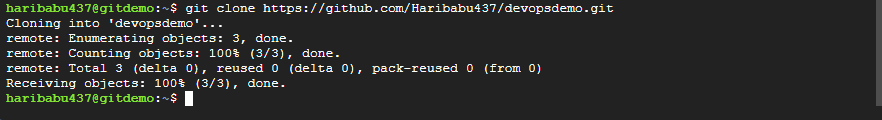 haribabu437@gitdemo:~$ git clone https://github.com/Haribabu437/devopsdemo.git
Cloning into 'devopsdemo'...
remote: Enumerating objects: 3, done.
remote: Counting objects: 100% (3/3), done.
remote: Total 3 (delta 0), reused 0 (delta 0), pack-reused 0 (from 0)
Receiving objects: 100% (3/3), done.
haribabu437@gitdemo:~$